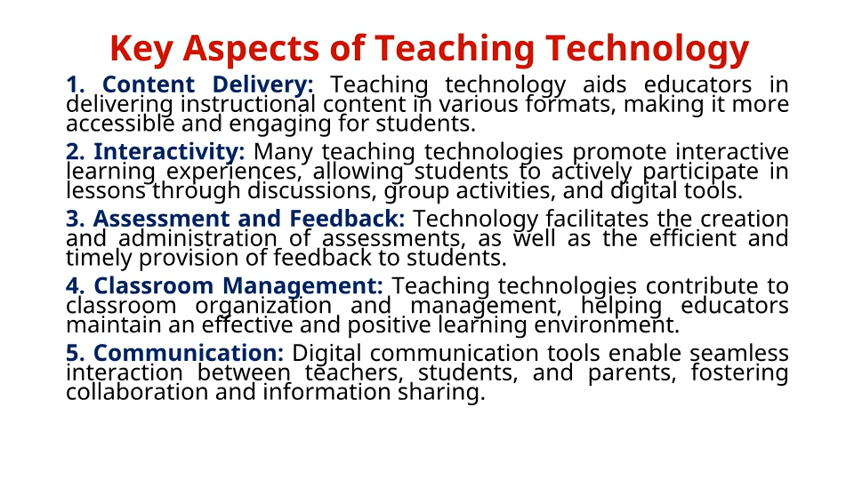 Key Aspects of Teaching Technology
1. Content Delivery: Teaching technology aids educators in
delivering instructional content in various formats, making it more
accessible and engaging for students.
2. Interactivity: Many teaching technologies promote interactive
learning experiences, allowing students to actively participate in
lessons through discussions, group activities, and digital tools.
3. Assessment and Feedback: Technology facilitates the creation
and administration of assessments, as well as the efficient and
timely provision of feedback to students.
4. Classroom Management: Teaching technologies contribute to
classroom organization and management, helping educators
maintain an effective and positive learning environment.
5. Communication: Digital communication tools enable seamless
interaction between teachers, students, and parents, fostering
collaboration and information sharing.